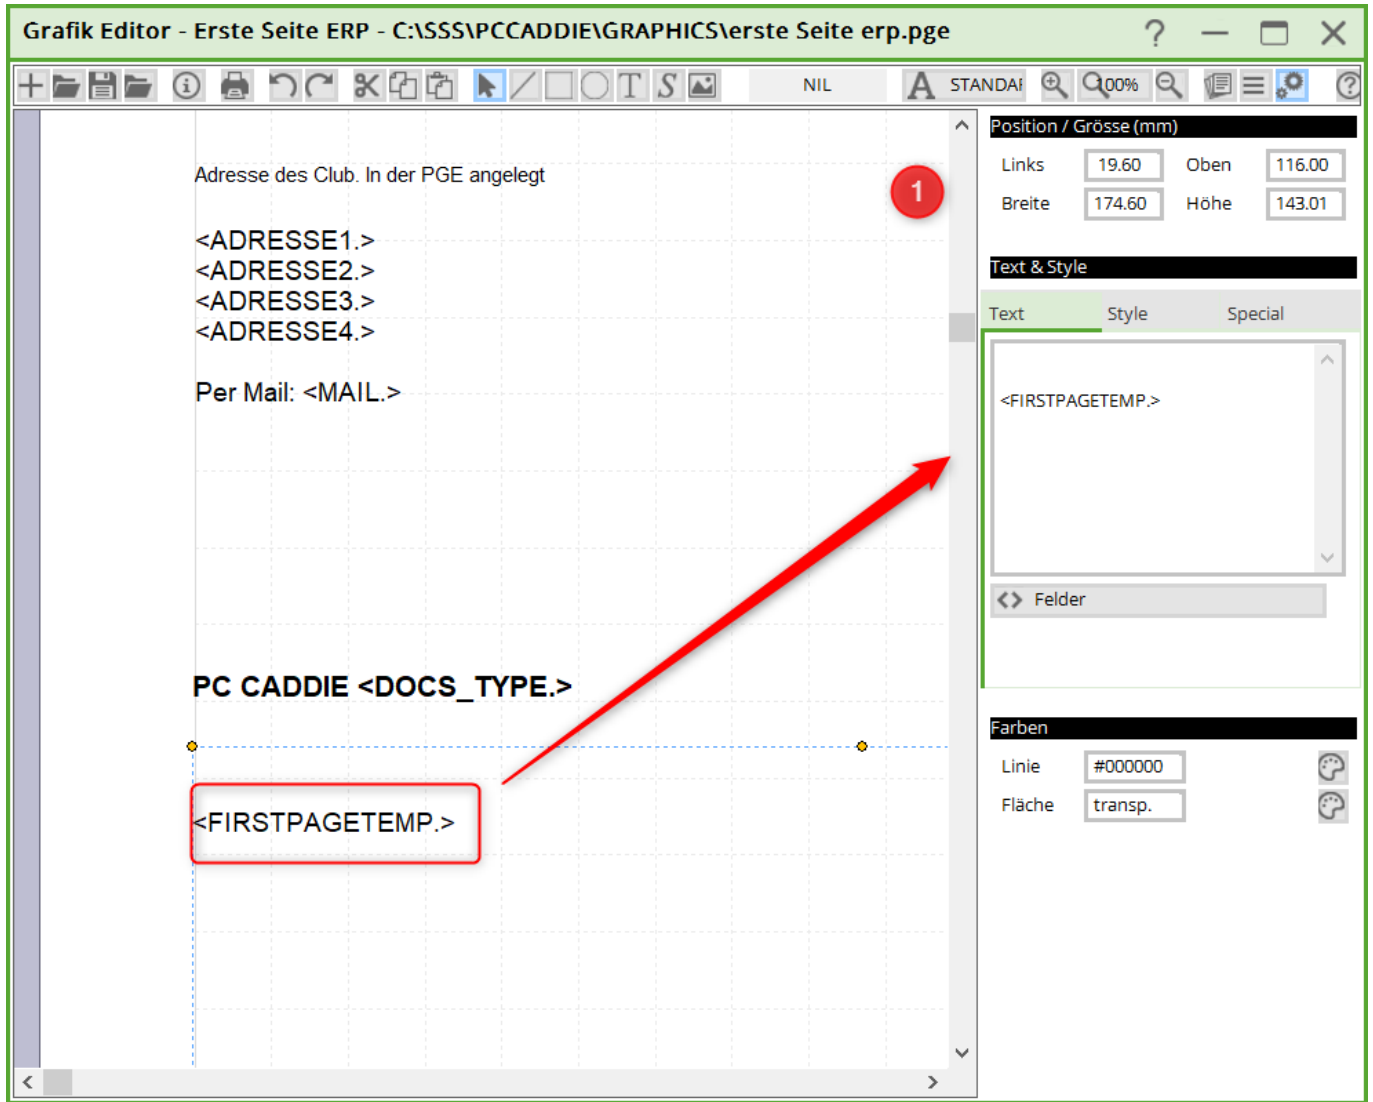 Grafik Editor - Erste Seite ERP - C:\SSS\PCCADDIE\GRAPHICS\erste Seite erp.pge
NIL
A STANDAR
100%
Adresse des Club. In der PGE angelegt
1
<ADRESSE1.>
<ADRESSE2.>
<ADRESSE3.>
<ADRESSE4.>
Per Mail: <MAIL.>
PC CADDIE <DOCS_TYPE.>
<FIRSTPAGETEMP.>
Position / Grösse (mm)
Links 19.60 Oben 116.00
Breite 174.60 Höhe 143.01
Text & Style
Text Style Special
<FIRSTPAGETEMP.>
<> Felder
Farben
Linie #000000
Fläche transp.